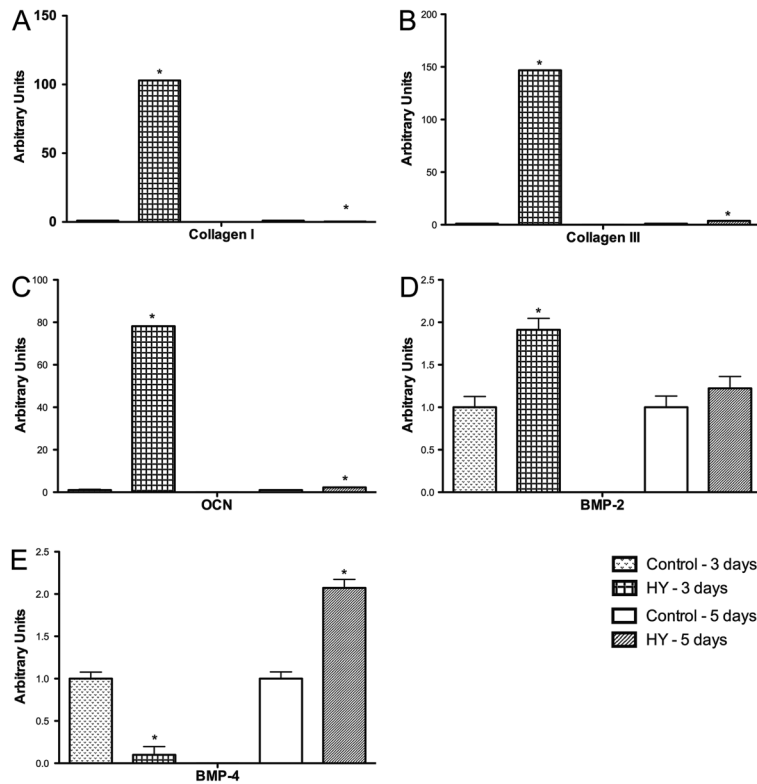 A
Arbitrary Units
150
100
50
0
*
*
Collagen I
B
Arbitrary Units
200
150
100
50
0
*
*
Collagen III
C
Arbitrary Units
100
80
60
40
20
0
*
*
OCN
D
Arbitrary Units
2.5
2.0
1.5
1.0
0.5
0.0
*
BMP-2
E
Arbitrary Units
2.5
2.0
1.5
1.0
0.5
0.0
*
*
BMP-4
Control - 3 days
HY - 3 days
Control - 5 days
HY - 5 days